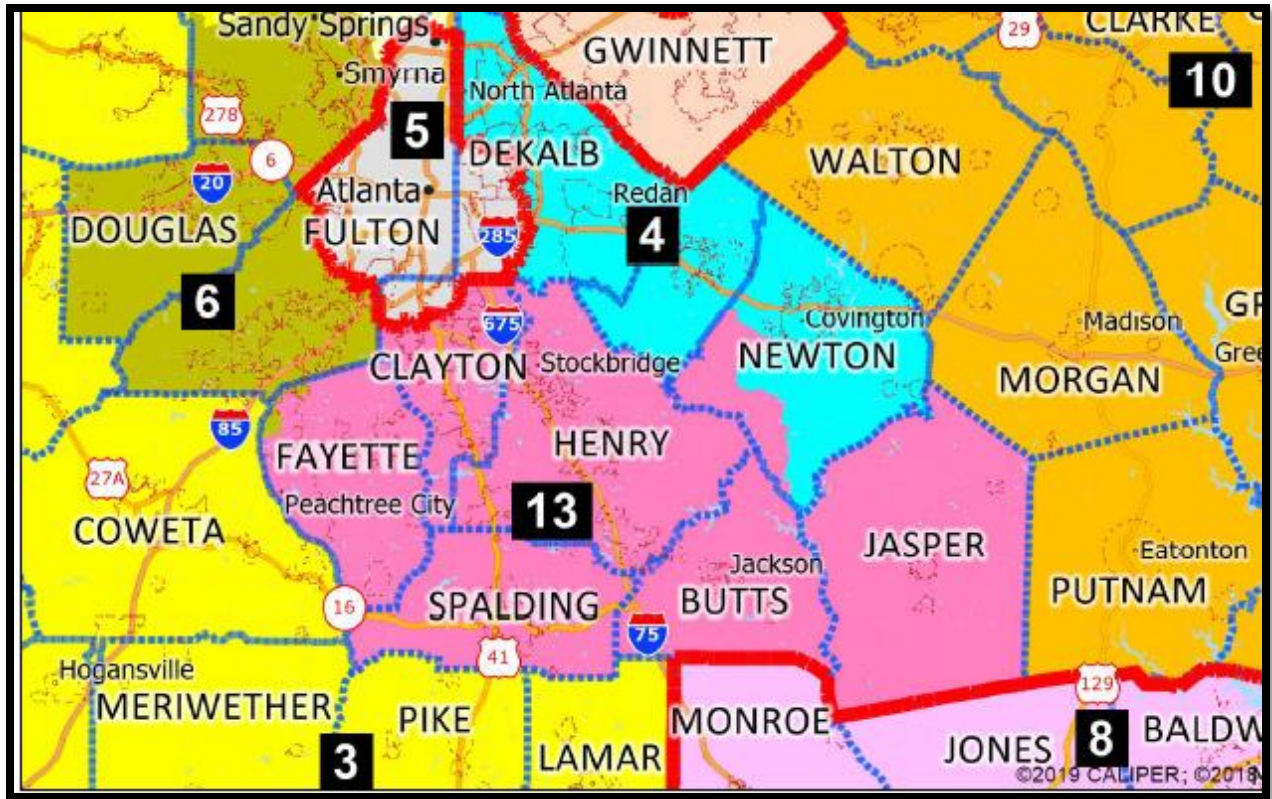 Sandy Springs
29
CLARKE
GWINNETT
Smyrna
10
North Atlanta
278
5
DEKALB
WALTON
6
20
Atlanta
Redan
DOUGLAS
FULTON
285
4
6
675
Covington
Madison
CLAYTON
Stockbridge
NEWTON
MORGAN
85
HENRY
FAYETTE
27A
Peachtree City
13
COWETA
JASPER
Jackson
Eatonton
SPALDING
BUTTS
PUTNAM
16
75
41
Hogansville
129
MERIWETHER
PIKE
MONROE
LAMAR
3
JONES
8
BALDW
©2019 CALIPER; ©2018